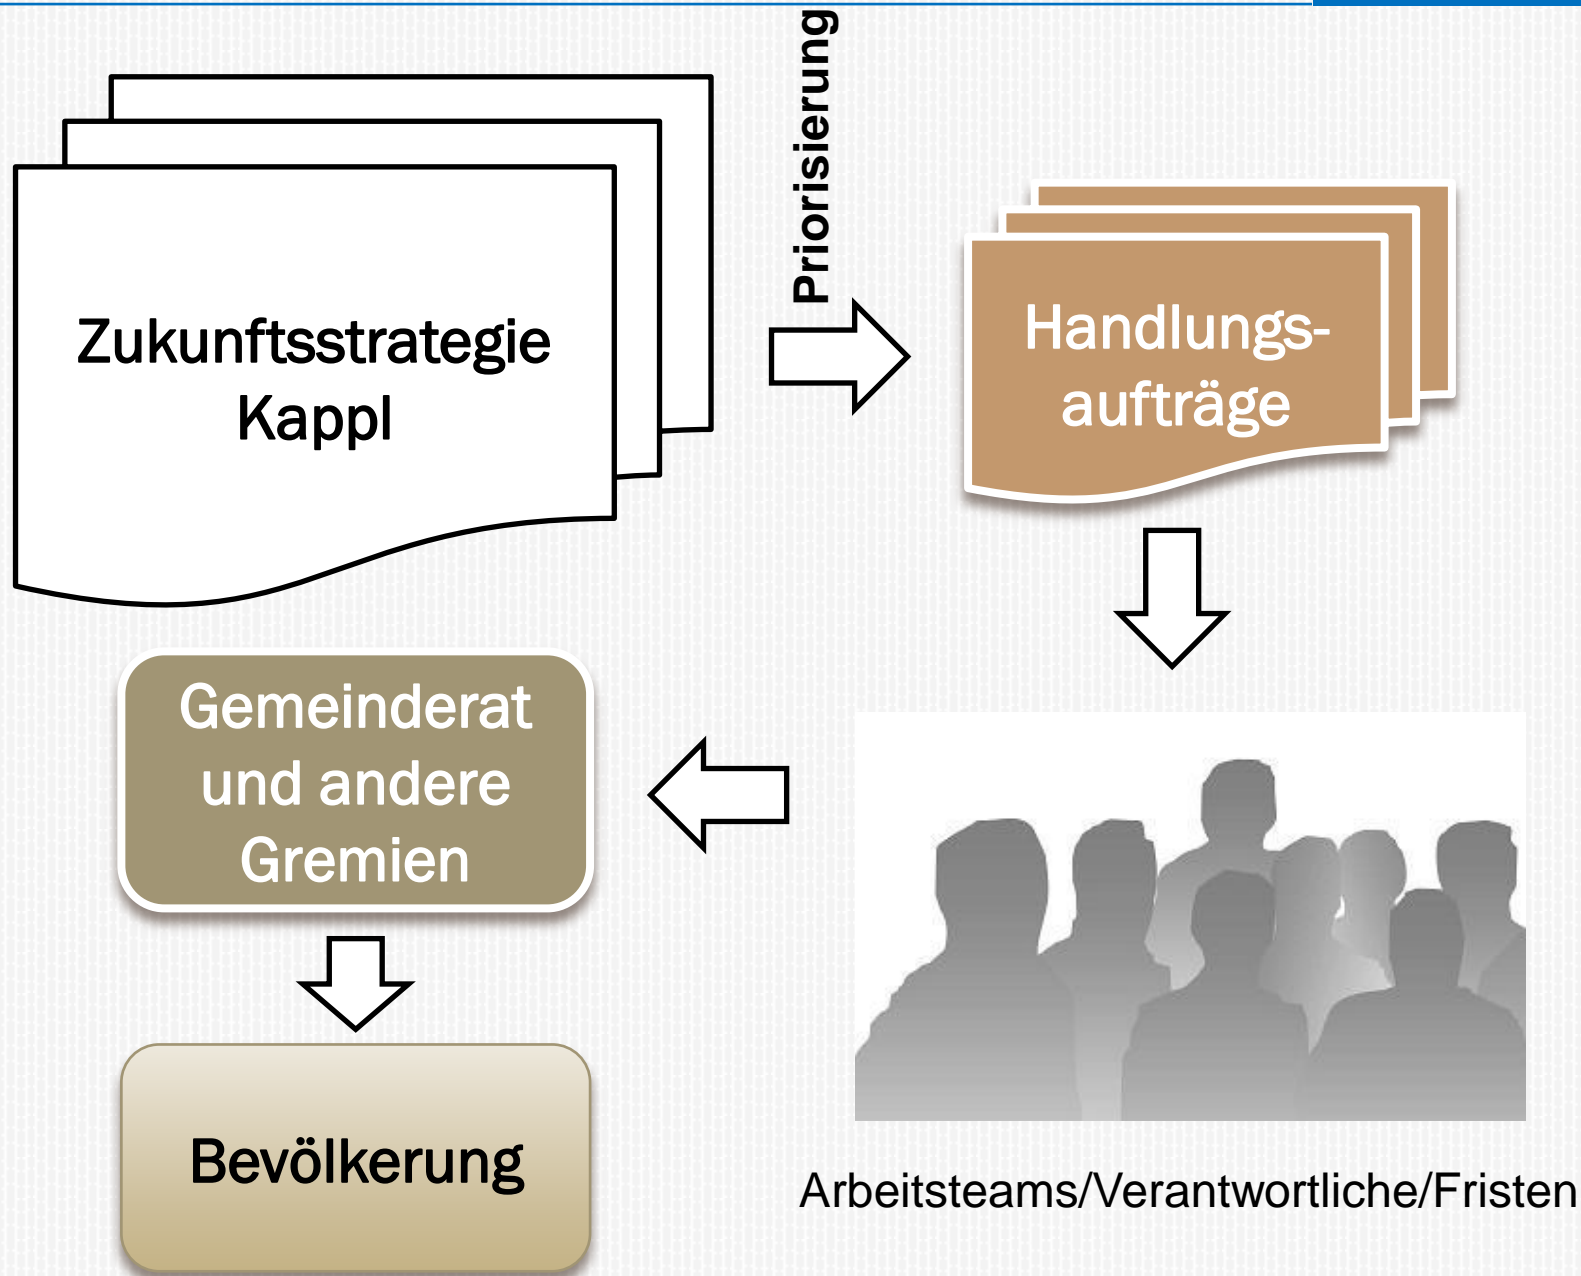 Zukunftsstrategie
Kappl
Priorisierung
Handlungs-
aufträge
Arbeitsteams/Verantwortliche/Fristen
Gemeinderat
und andere
Gremien
Bevölkerung